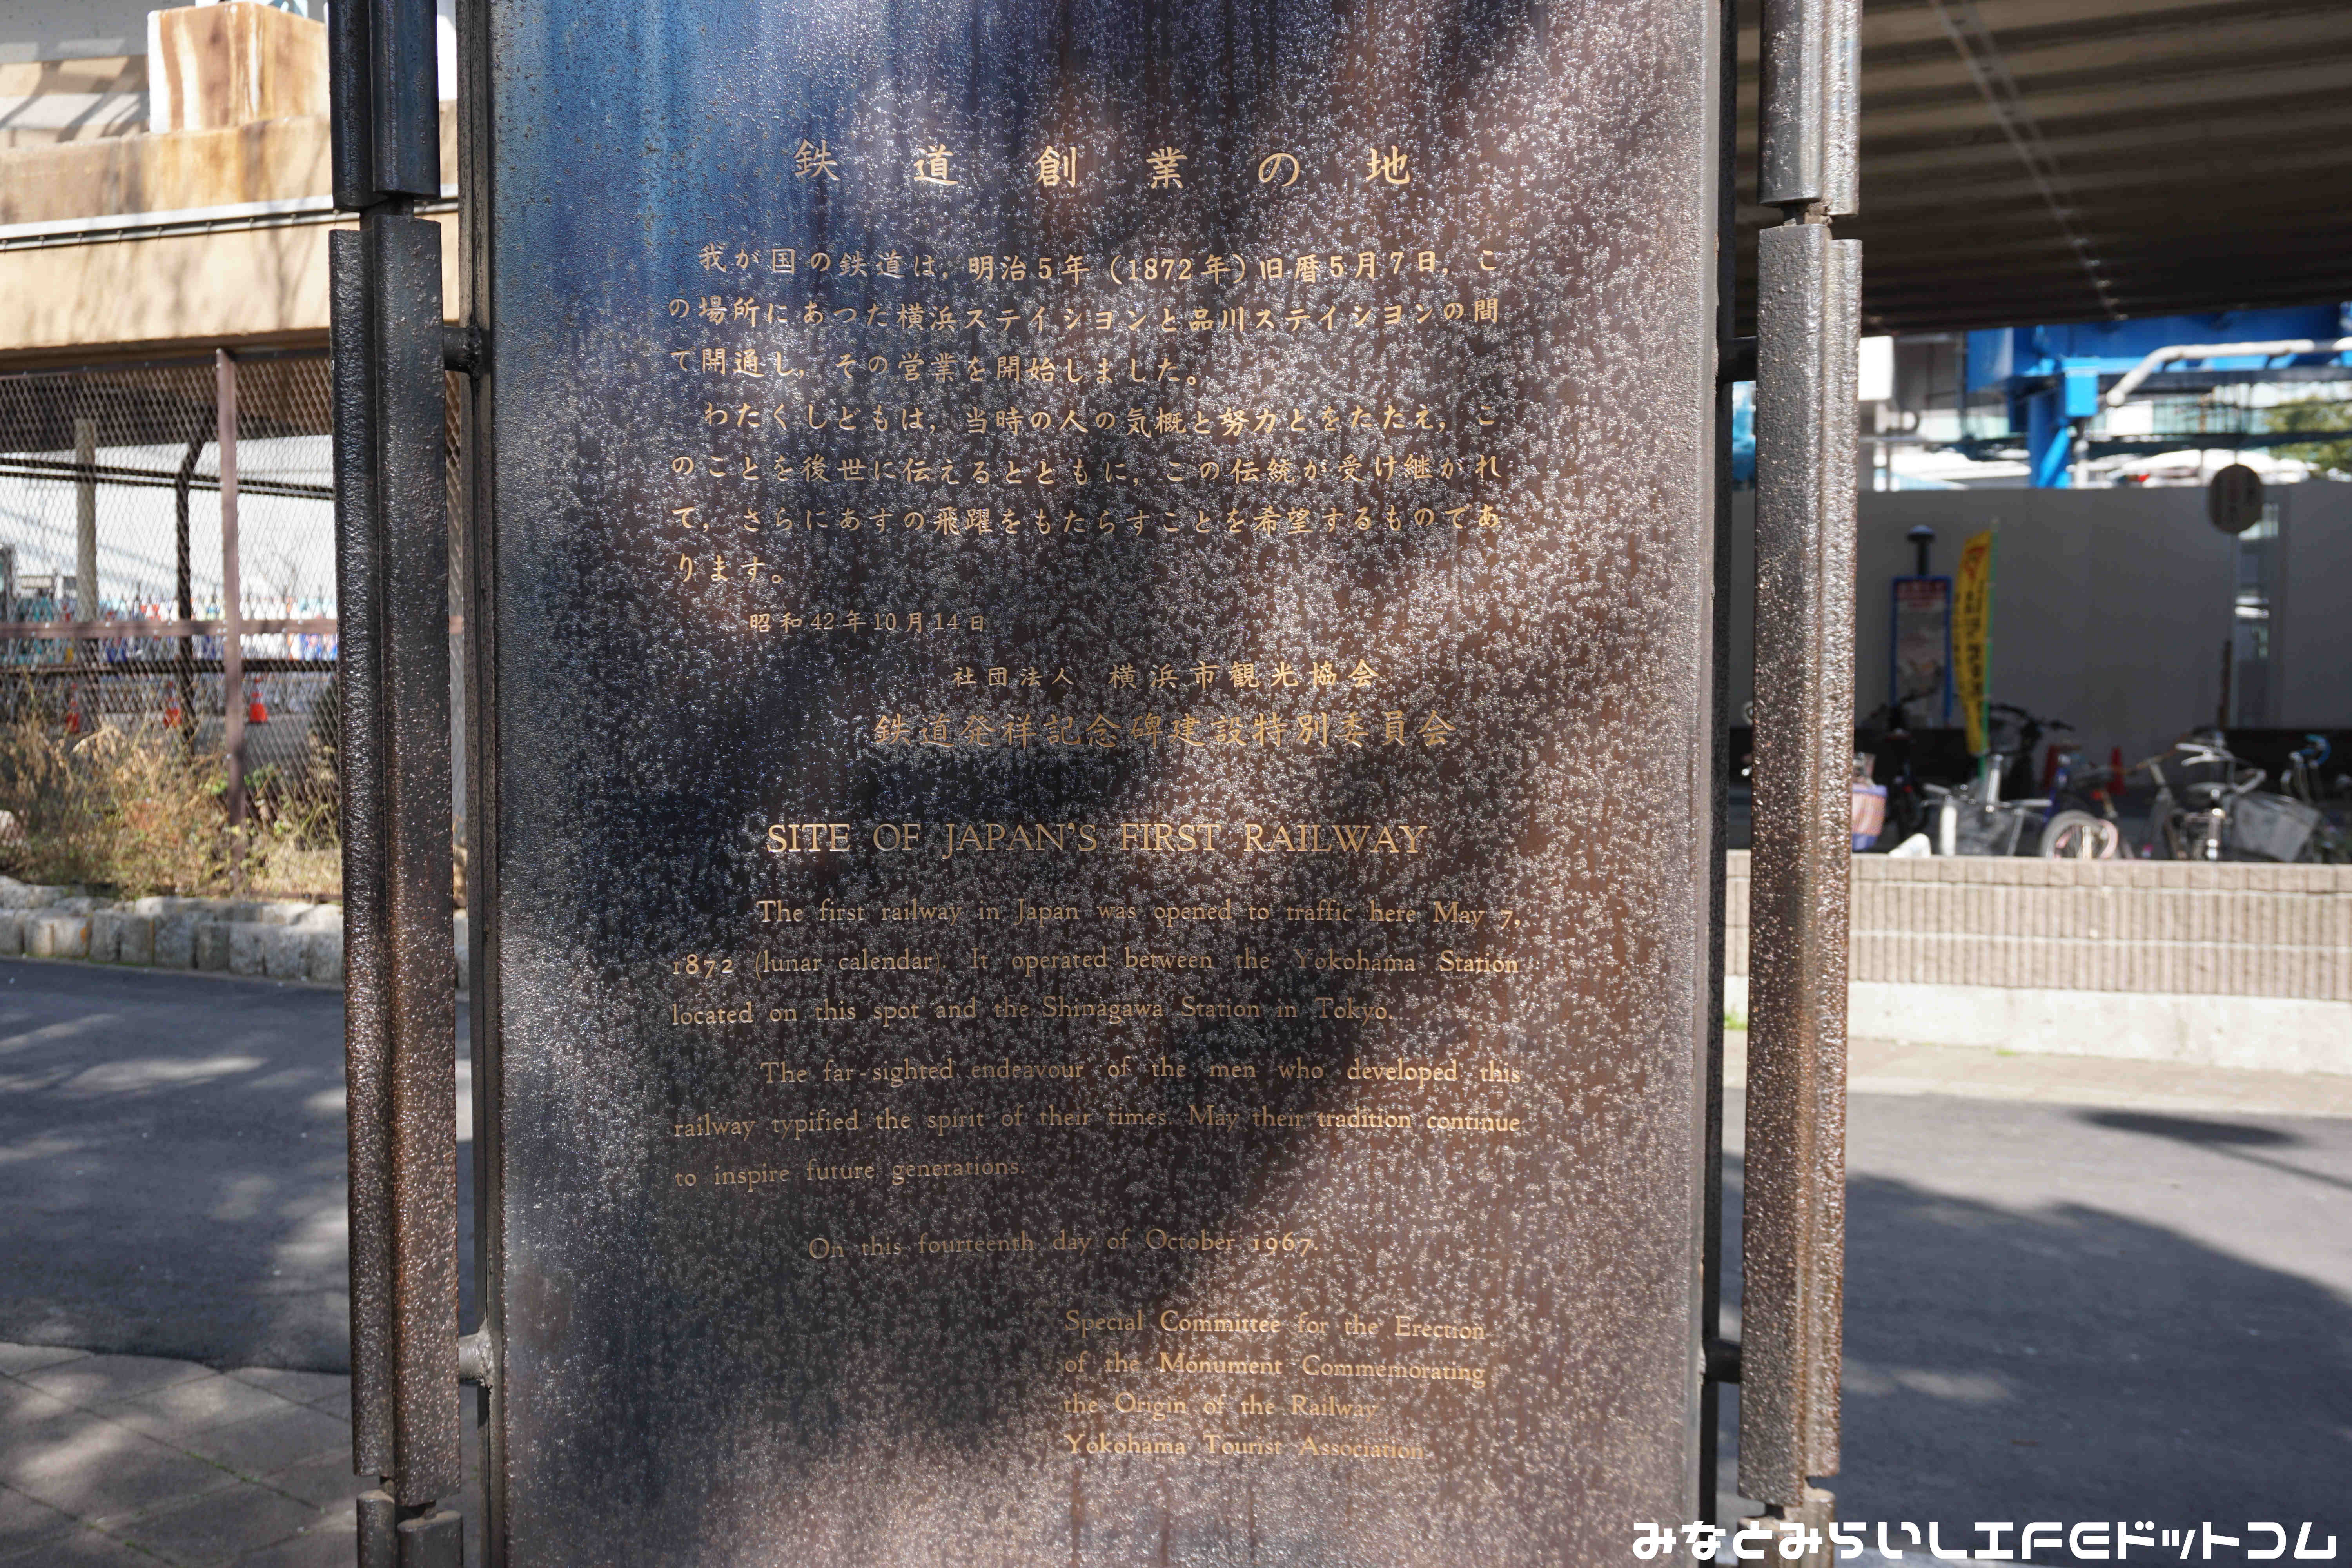 鉄道創業の地
我が国の鉄道は，明治5年（1872年）旧暦5月7日，こ
の場所にあった横浜ステイションと品川ステイションの間
て開通し，その営業を開始しました。
わたくしどもは，当時の人の気概と努力とをたたえ，こ
のことを後世に伝えるとともに，この伝統が受け継がれ
て，さらにあすの飛躍をもたらすことを希望するものであ
ります。
昭和42年10月14日
社団法人 横浜市観光協会
鉄道発祥記念碑建設特別委員会
SITE OF JAPAN'S FIRST RAILWAY
The first railway in Japan was opened to traffic here May 7,
1872 (lunar calendar). It operated between the Yokohama Station
located on this spot and the Shinagawa Station in Tokyo.
The far-sighted endeavour of the men who developed this
railway typified the spirit of their times. May their tradition continue
to inspire future generations.
On this fourteenth day of October 1967.
Special Committee for the Erection
of the Monument Commemorating
the Origin of the Railway
Yokohama Tourist Association
みなとみらいLIFEドットコム